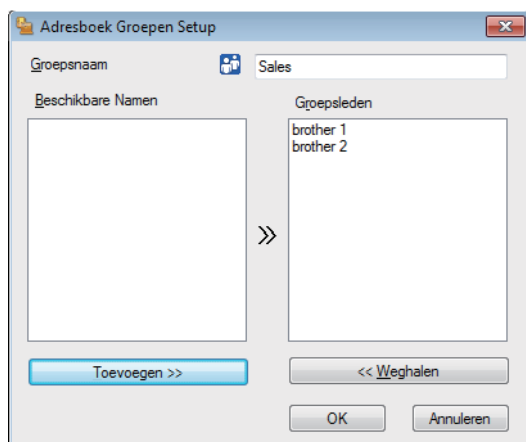 Adresboek Groepen Setup
Groepsnaam
Sales
Beschikbare Namen
Groepsleden
brother 1
brother 2
Toevoegen >>
<< Weghalen
OK
Annuleren